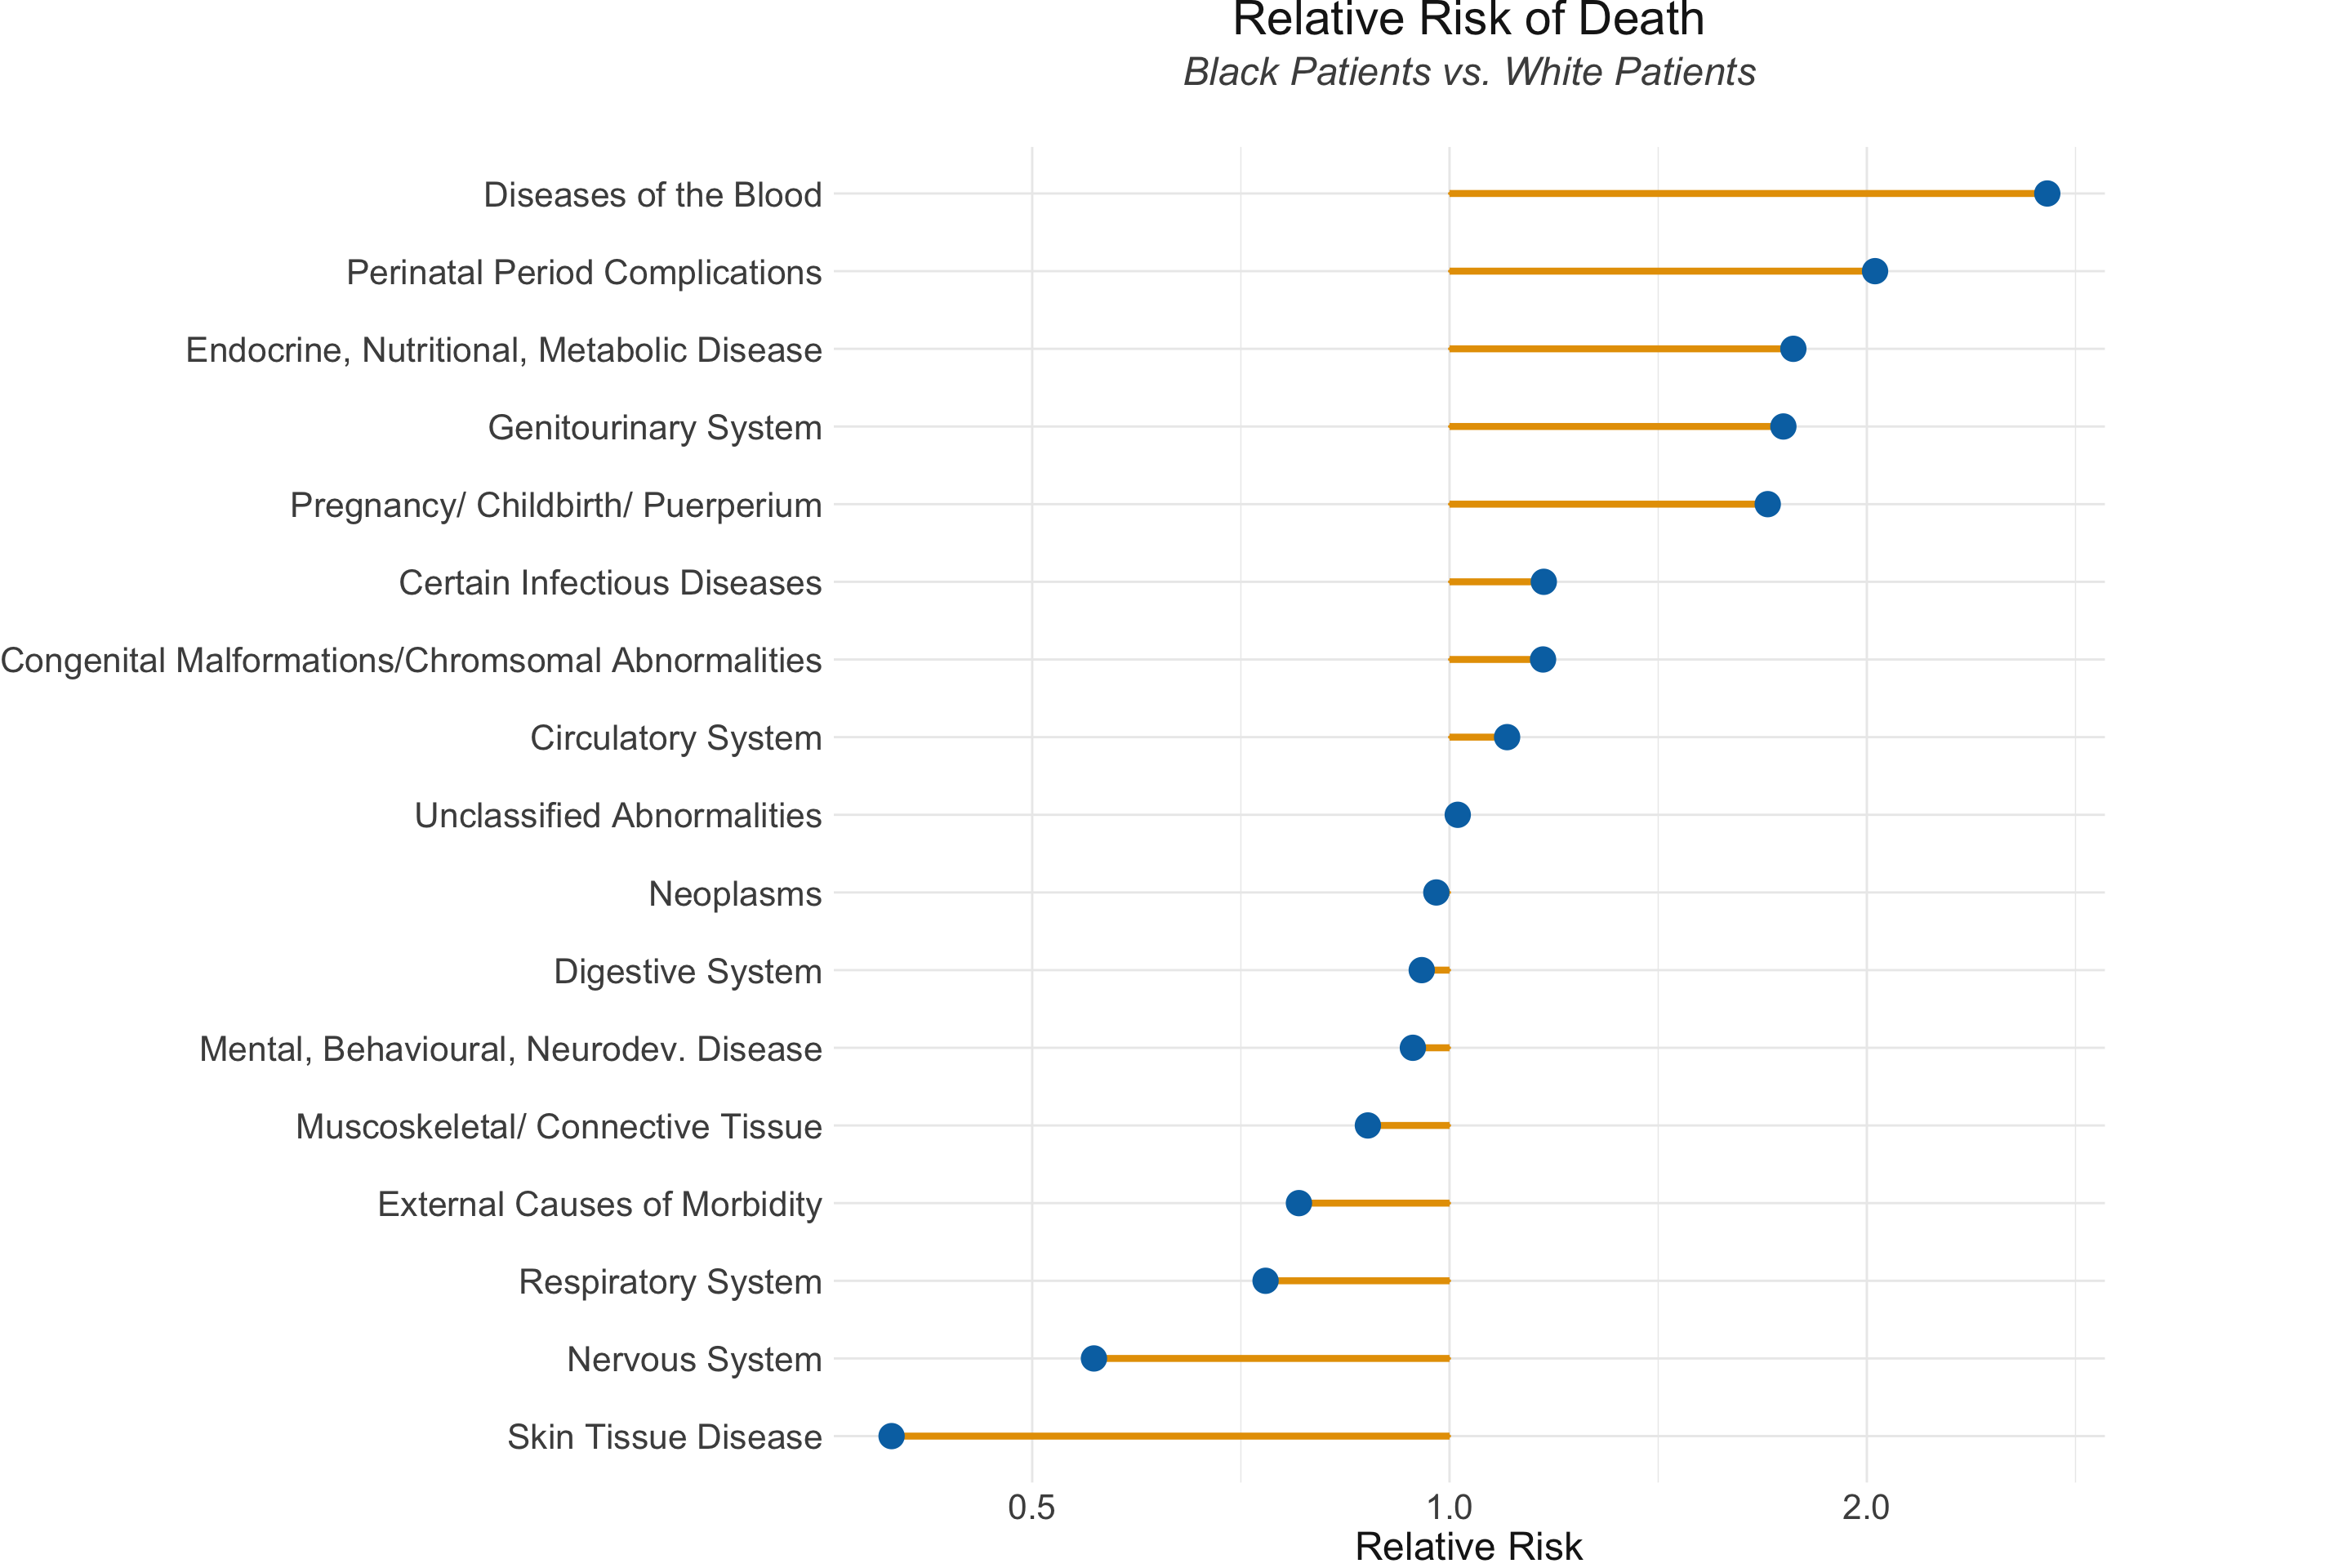 Relative Risk of Death
Black Patients vs. White Patients
Diseases of the Blood
Perinatal Period Complications
Endocrine, Nutritional, Metabolic Disease
Genitourinary System
Pregnancy/ Childbirth/ Puerperium
Certain Infectious Diseases
Congenital Malformations/Chromsomal Abnormalities
Circulatory System
Unclassified Abnormalities
Neoplasms
Digestive System
Mental, Behavioural, Neurodev. Disease
Muscoskeletal/ Connective Tissue
External Causes of Morbidity
Respiratory System
Nervous System
Skin Tissue Disease
0.5 1.0 2.0
Relative Risk